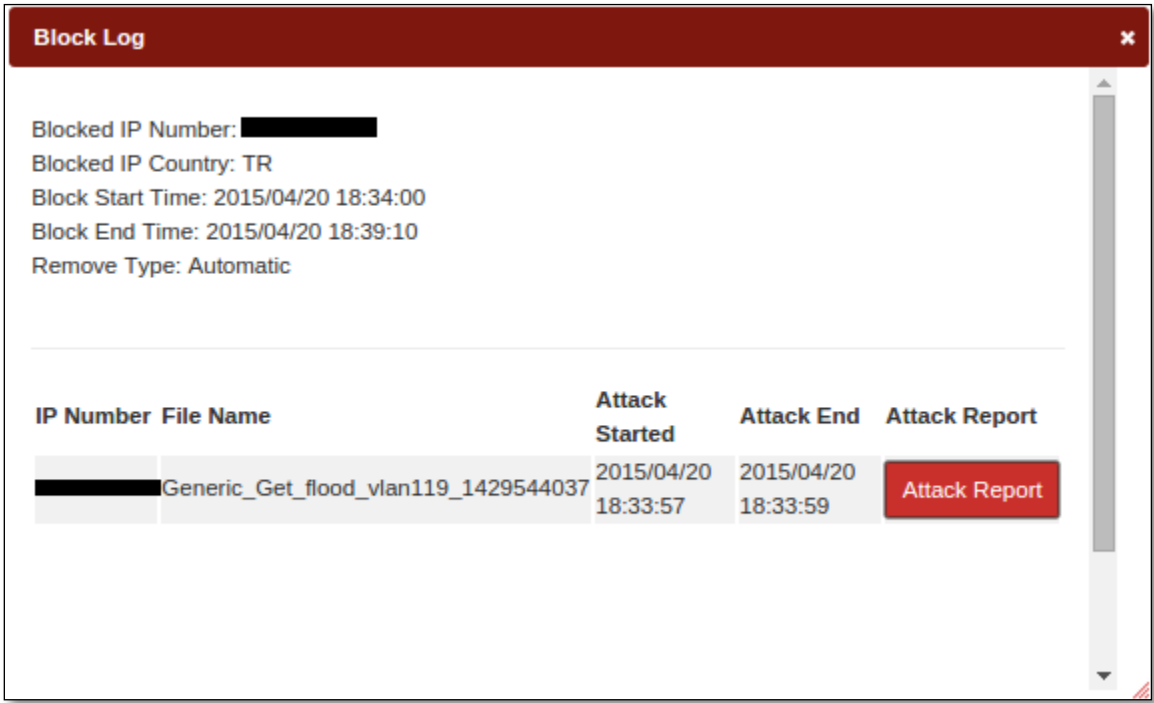 Block Log
Blocked IP Number:
Blocked IP Country: TR
Block Start Time: 2015/04/20 18:34:00
Block End Time: 2015/04/20 18:39:10
Remove Type: Automatic
IP Number File Name Attack Started Attack End Attack Report
Generic_Get_flood_vlan119_1429544037 2015/04/20 18:33:57 2015/04/20 18:33:59 Attack Report